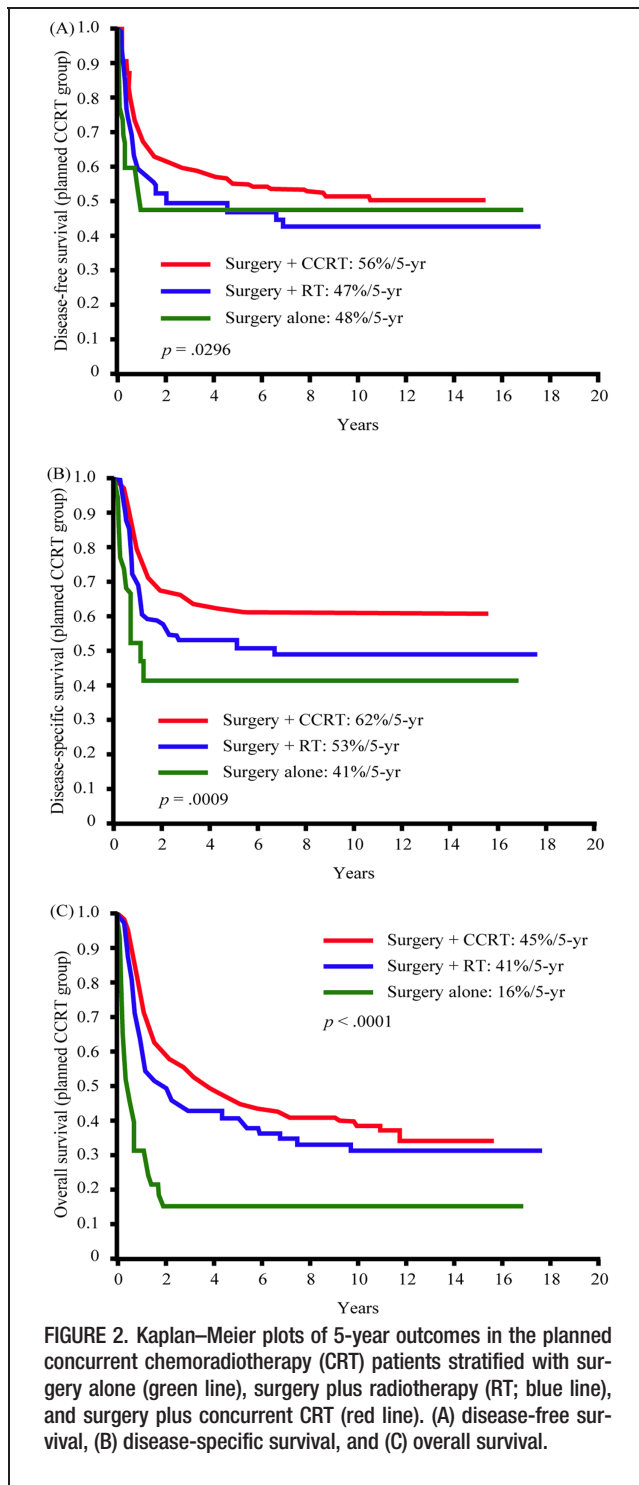 (A)
Disease-free survival (planned CCRT group)
1.0
0.9
0.8
0.7
0.6
0.5
0.4
0.3
0.2
0.1
0
Surgery + CCRT: 56%/5-yr
Surgery + RT: 47%/5-yr
Surgery alone: 48%/5-yr
p = .0296
0 2 4 6 8 10 12 14 16 18 20
Years
(B)
Disease-specific survival (planned CCRT group)
1.0
0.9
0.8
0.7
0.6
0.5
0.4
0.3
0.2
0.1
0
Surgery + CCRT: 62%/5-yr
Surgery + RT: 53%/5-yr
Surgery alone: 41%/5-yr
p = .0009
0 2 4 6 8 10 12 14 16 18 20
Years
(C)
Overall survival (planned CCRT group)
1.0
0.9
0.8
0.7
0.6
0.5
0.4
0.3
0.2
0.1
0
Surgery + CCRT: 45%/5-yr
Surgery + RT: 41%/5-yr
Surgery alone: 16%/5-yr
p < .0001
0 2 4 6 8 10 12 14 16 18 20
Years
FIGURE 2. Kaplan–Meier plots of 5-year outcomes in the planned
concurrent chemoradiotherapy (CRT) patients stratified with sur-
gery alone (green line), surgery plus radiotherapy (RT; blue line),
and surgery plus concurrent CRT (red line). (A) disease-free sur-
vival, (B) disease-specific survival, and (C) overall survival.